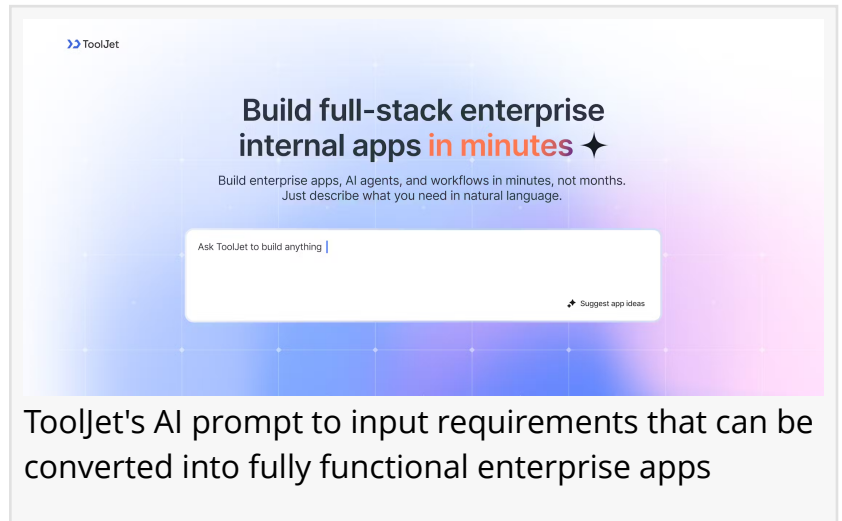 ToolJet
Build full-stack enterprise
internal apps in minutes
Build enterprise apps, AI agents, and workflows in minutes, not months.
Just describe what you need in natural language.
Ask ToolJet to build anything
Suggest app ideas
ToolJet's AI prompt to input requirements that can be
converted into fully functional enterprise apps